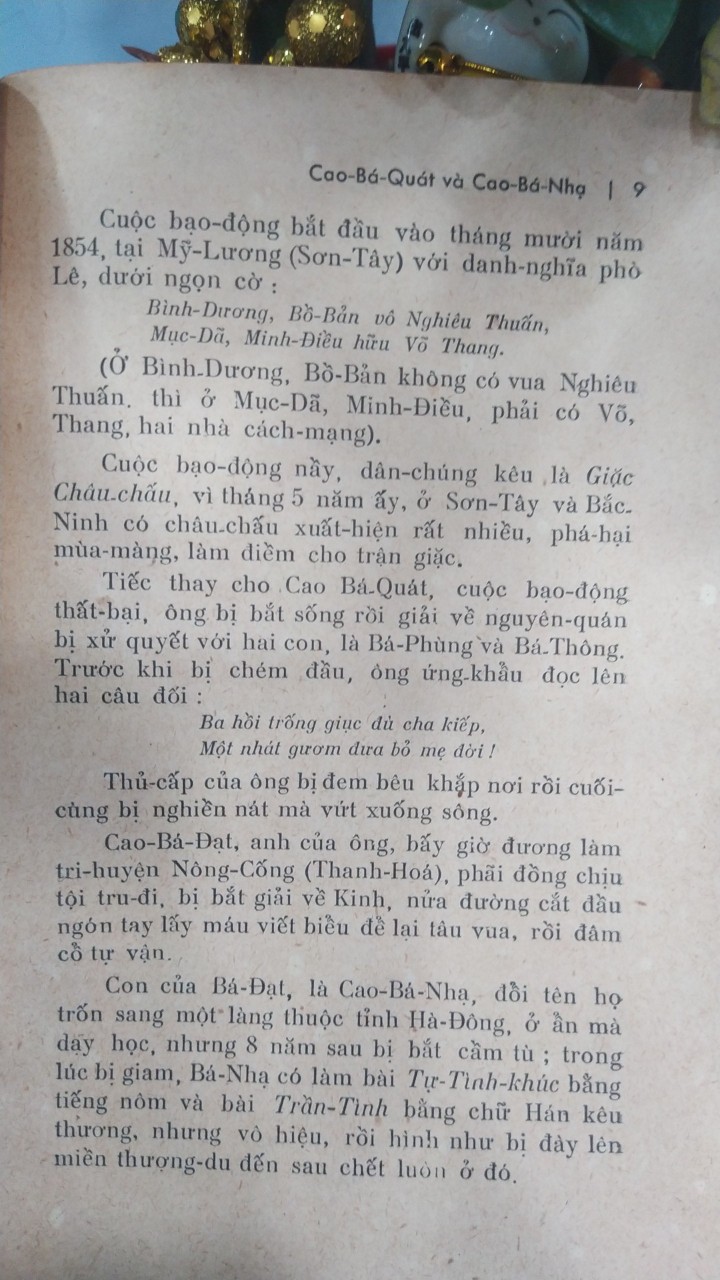 Cao-Bá-Quát và Cao-Bá-Nhạ | 9
Cuộc bạo-động bắt đầu vào tháng mười năm
1854, tại Mỹ-Lương (Sơn-Tây) với danh-nghĩa phò
Lê, dưới ngọn cờ :
Bình-Dương, Bồ-Bản vô Nghiêu Thuấn,
Mục-Dã, Minh-Điều hữu Võ Thang.
(Ở Bình-Dương, Bồ-Bản không có vua Nghiêu
Thuấn. thì ở Mục-Dã, Minh-Điều, phải có Võ,
Thang, hai nhà cách-mạng).
Cuộc bạo-động nầy, dân-chúng kêu là Giặc
Châu-chấu, vì tháng 5 năm ấy, ở Sơn-Tây và Bắc-
Ninh có châu-chấu xuất-hiện rất nhiều, phá-hại
mùa-màng, làm điềm cho trận giặc.
Tiếc thay cho Cao Bá-Quát, cuộc bạo-động
thất-bại, ông bị bắt sống rồi giải về nguyên-quán
bị xử quyết với hai con, là Bá-Phùng và Bá-Thông.
Trước khi bị chém đầu, ông ứng-khẩu đọc lên
hai câu đối :
Ba hồi trống giục đù cha kiếp,
Một nhát gươm đưa bỏ mẹ đời !
Thủ-cấp của ông bị đem bêu khắp nơi rồi cuối-
cùng bị nghiền nát mà vứt xuống sông.
Cao-Bá-Đạt, anh của ông, bấy giờ đương làm
tri-huyện Nông-Cống (Thanh-Hoá), phãi đồng chịu
tội tru-di, bị bắt giải về Kinh, nửa đường cắt đầu
ngón tay lấy máu viết biểu để lại tâu vua, rồi đâm
cổ tự vận.
Con của Bá-Đạt, là Cao-Bá-Nhạ, đổi tên họ
trốn sang một làng thuộc tỉnh Hà-Đông, ở ẩn mà
dạy học, nhưng 8 năm sau bị bắt cầm tù ; trong
lúc bị giam, Bá-Nhạ có làm bài Tự-Tình-khúc bằng
tiếng nôm và bài Trần-Tình bằng chữ Hán kêu
thương, nhưng vô hiệu, rồi hình như bị đày lên
miền thượng-du đến sau chết luôn ở đó.